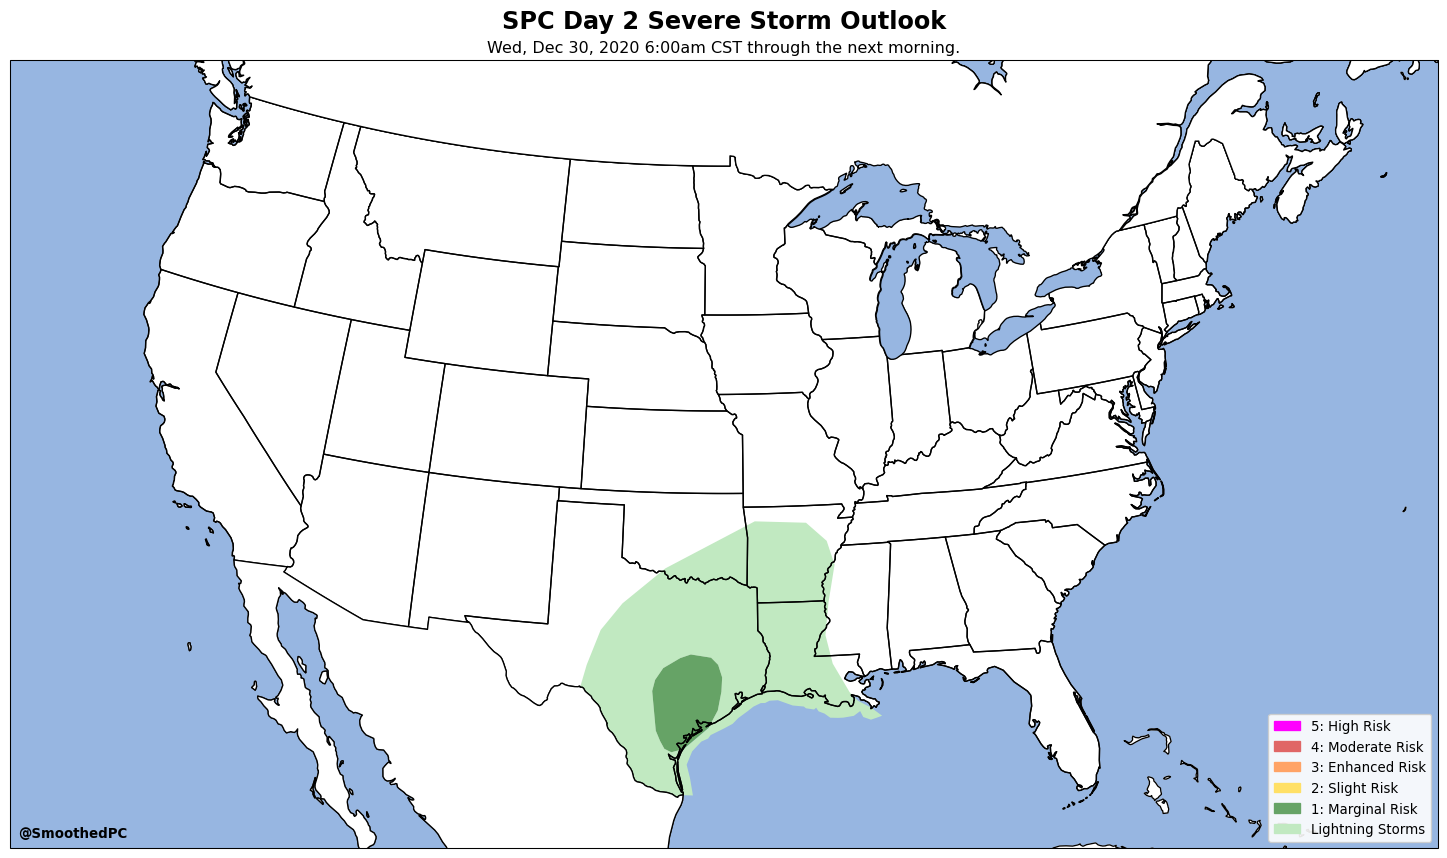 SPC Day 2 Severe Storm Outlook
Wed, Dec 30, 2020 6:00am CST through the next morning.
5: High Risk
4: Moderate Risk
3: Enhanced Risk
2: Slight Risk
1: Marginal Risk
Lightning Storms
@SmoothedPC